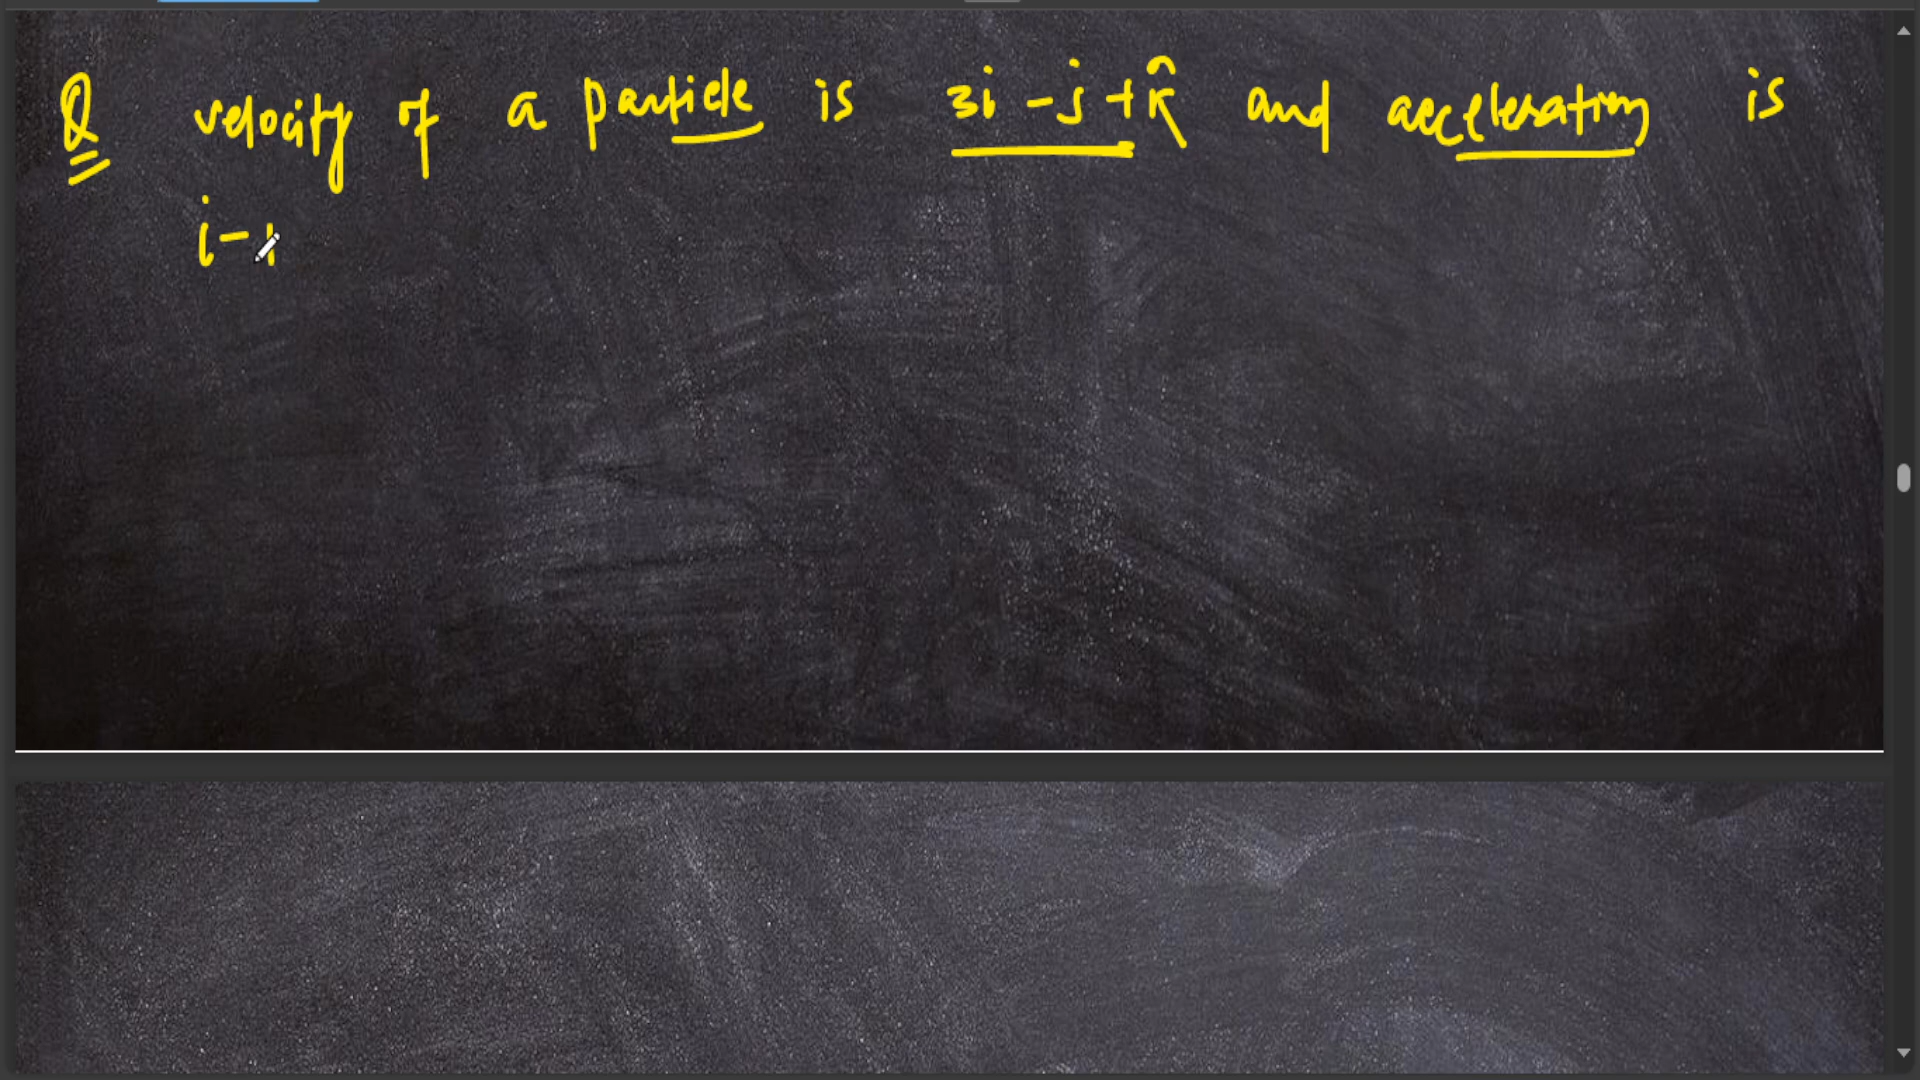 Q velocity of a particle is 3i - j + k̂ and acceleration is
i -